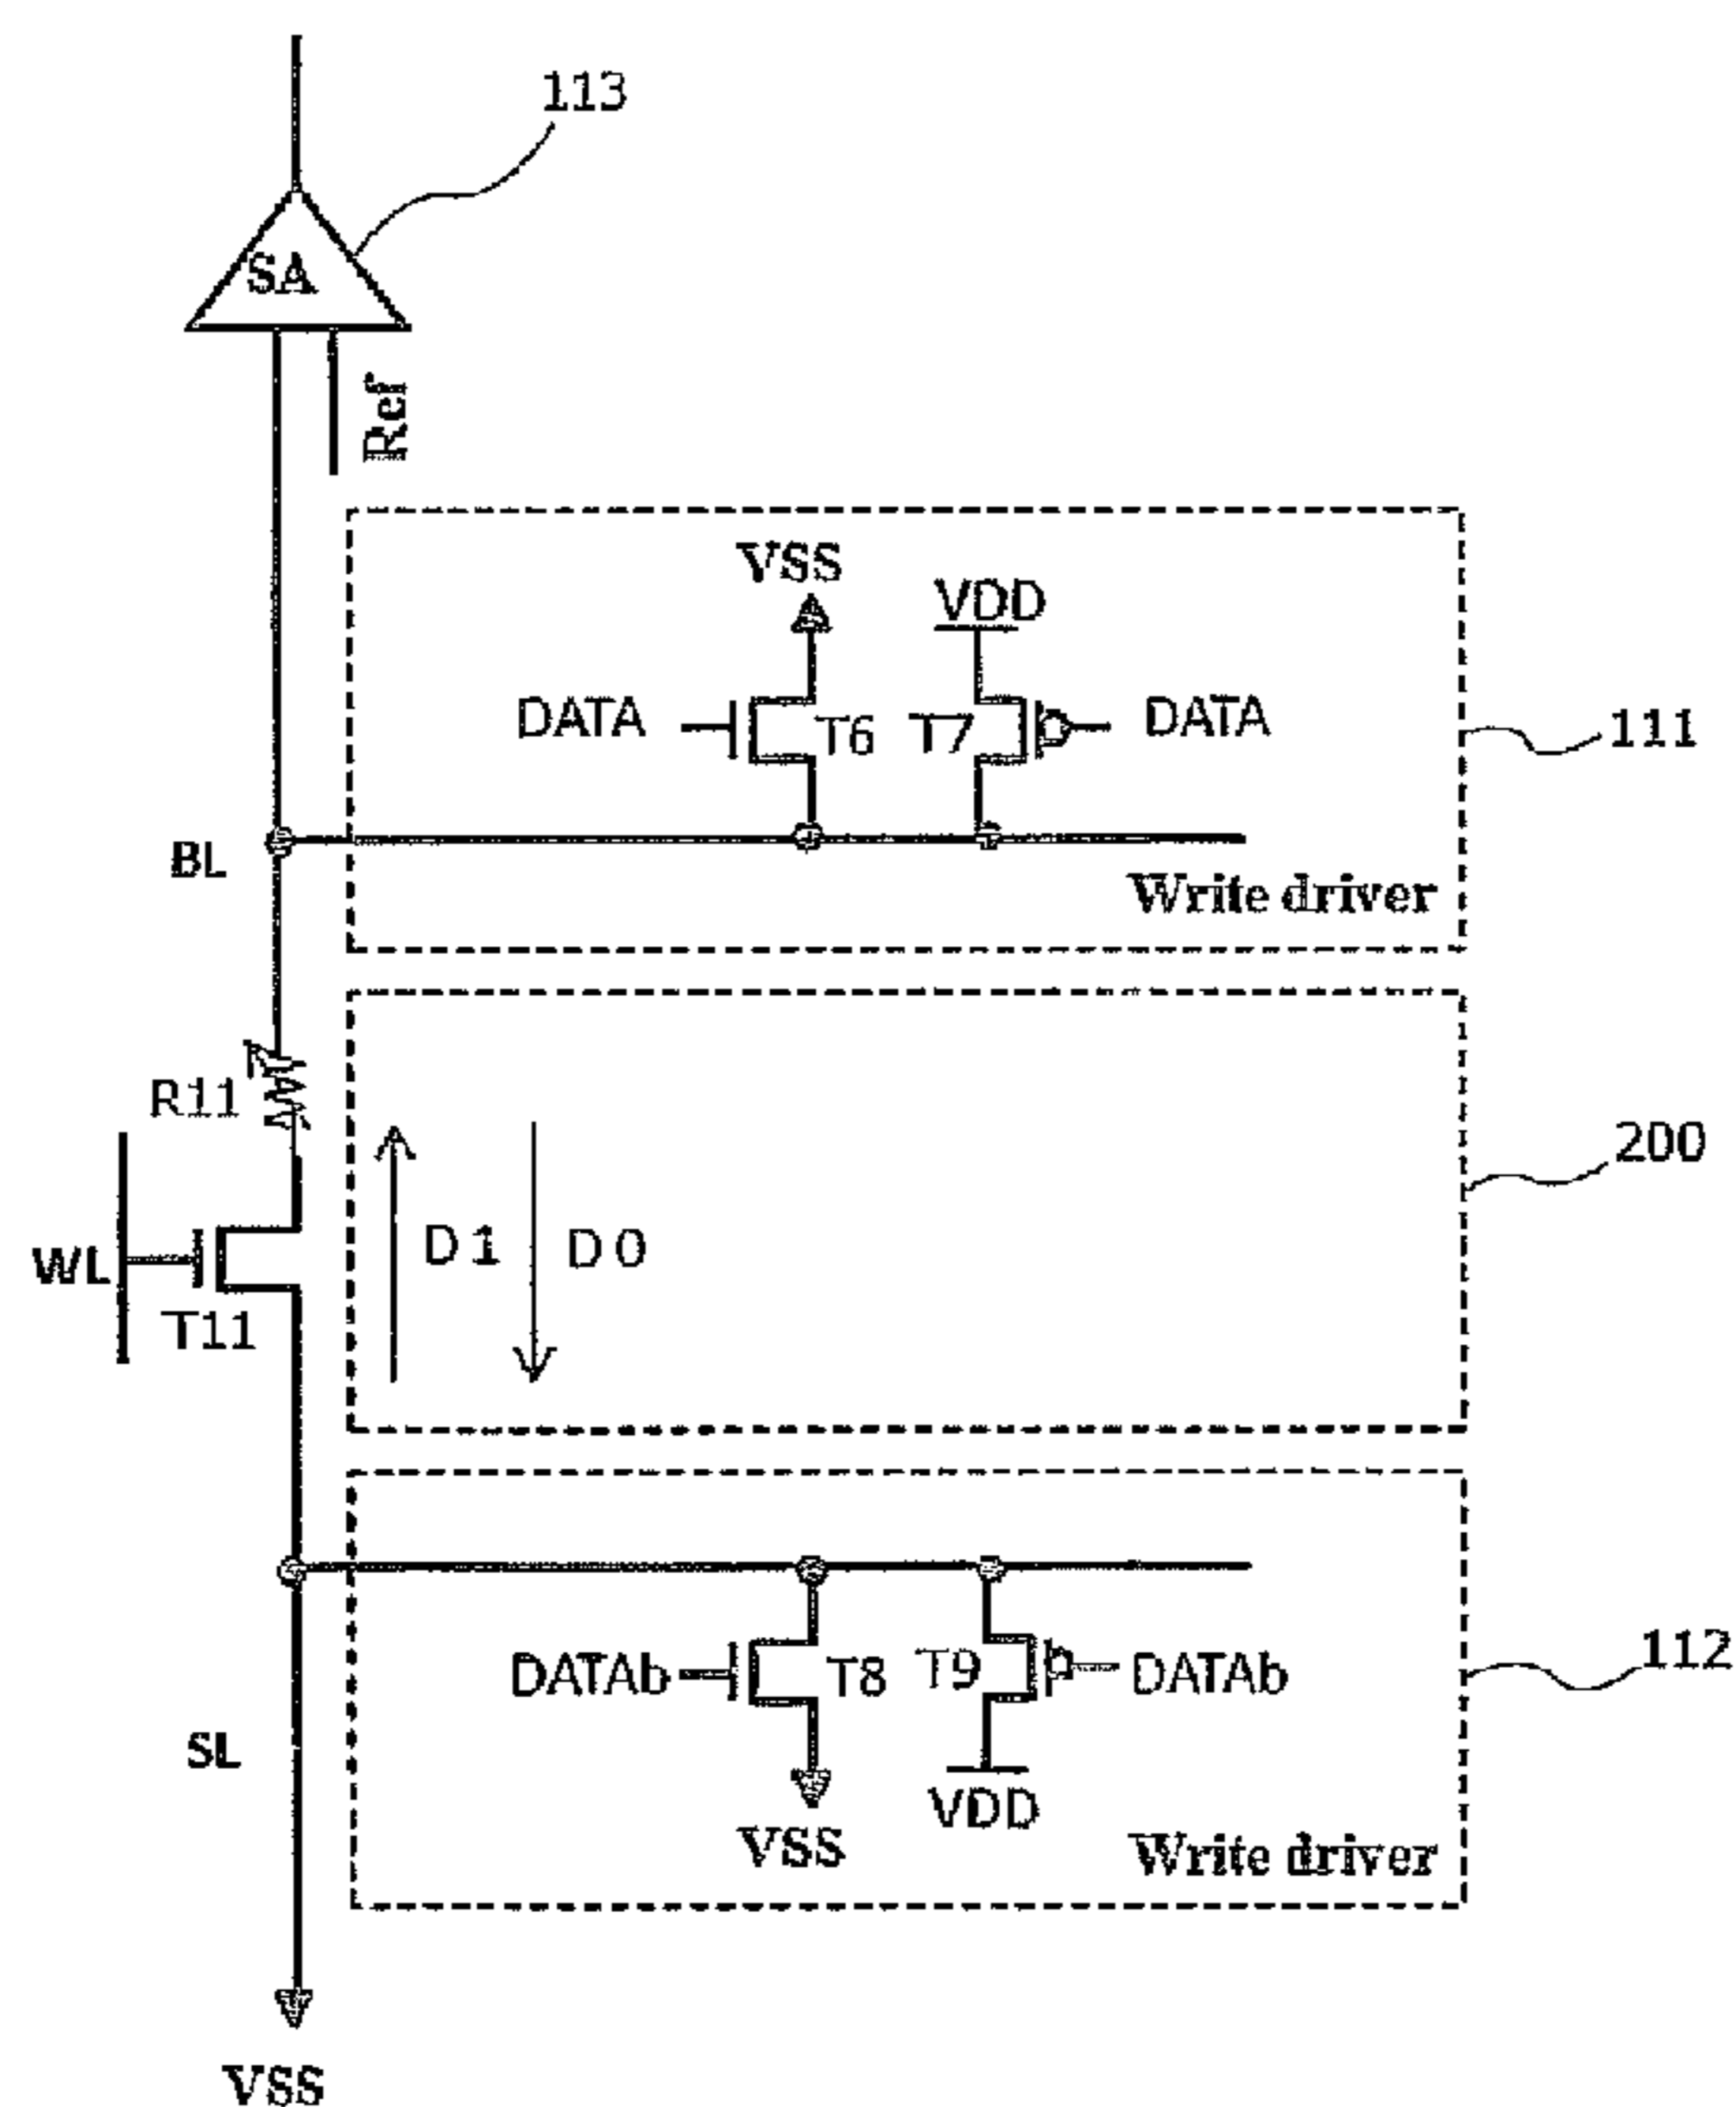 113
SA
Ref
VSS
VDD
DATA
T6
T7
DATA
111
BL
Write driver
R11
200
WL
D1
D0
T11
DATAb
T8
T9
DATAb
112
SL
VDD
VSS
Write driver
VSS